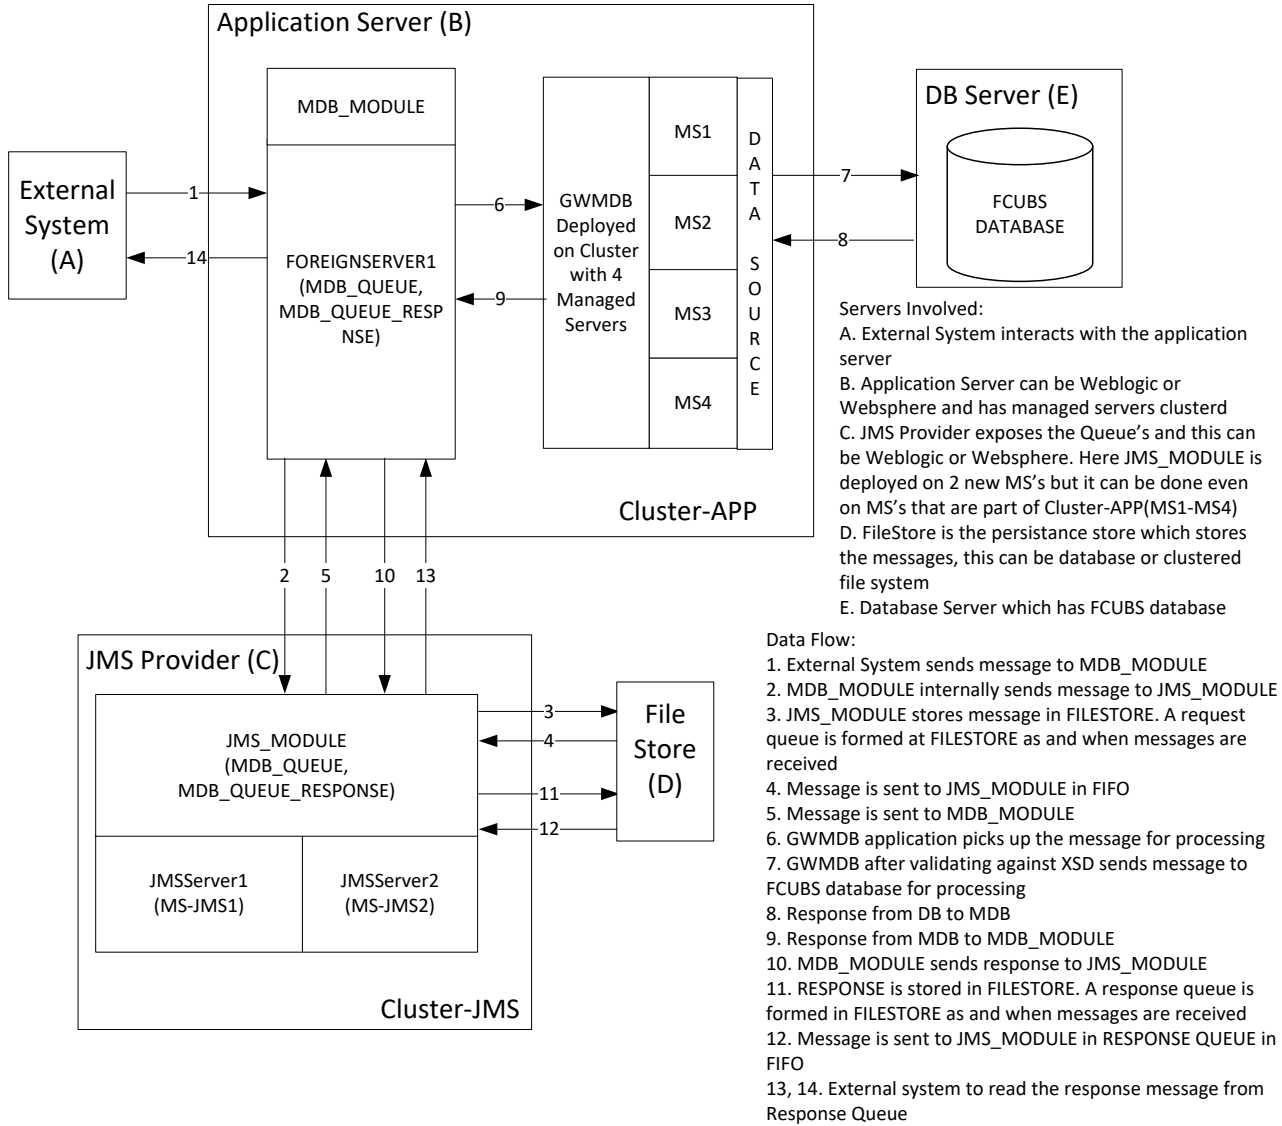 Application Server (B)
MDB_MODULE
FOREIGNSERVER1
(MDB_QUEUE,
MDB_QUEUE_RESP
NSE)
GWMDB
Deployed
on Cluster
with 4
Managed
Servers
MS1
MS2
MS3
MS4
D
A
T
A
S
O
U
R
C
E
Cluster-APP
External
System
(A)
1
14
6
9
7
8
DB Server (E)
FCUBS
DATABASE
2
5
10
13
JMS Provider (C)
JMS_MODULE
(MDB_QUEUE,
MDB_QUEUE_RESPONSE)
JMSServer1
(MS-JMS1)
JMSServer2
(MS-JMS2)
Cluster-JMS
3
4
11
12
File
Store
(D)
Servers Involved:
A. External System interacts with the application
server
B. Application Server can be Weblogic or
Websphere and has managed servers clusterd
C. JMS Provider exposes the Queue’s and this can
be Weblogic or Websphere. Here JMS_MODULE is
deployed on 2 new MS’s but it can be done even
on MS’s that are part of Cluster-APP(MS1-MS4)
D. FileStore is the persistance store which stores
the messages, this can be database or clustered
file system
E. Database Server which has FCUBS database
Data Flow:
1. External System sends message to MDB_MODULE
2. MDB_MODULE internally sends message to JMS_MODULE
3. JMS_MODULE stores message in FILESTORE. A request
queue is formed at FILESTORE as and when messages are
received
4. Message is sent to JMS_MODULE in FIFO
5. Message is sent to MDB_MODULE
6. GWMDB application picks up the message for processing
7. GWMDB after validating against XSD sends message to
FCUBS database for processing
8. Response from DB to MDB
9. Response from MDB to MDB_MODULE
10. MDB_MODULE sends response to JMS_MODULE
11. RESPONSE is stored in FILESTORE. A response queue is
formed in FILESTORE as and when messages are received
12. Message is sent to JMS_MODULE in RESPONSE QUEUE in
FIFO
13, 14. External system to read the response message from
Response Queue